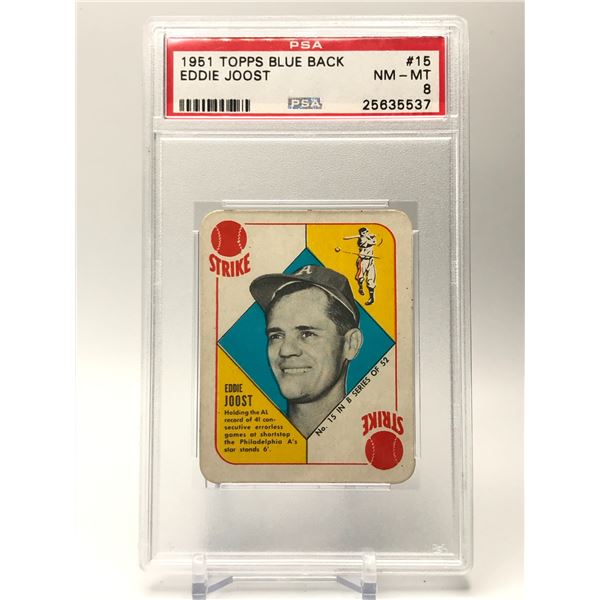 PSA
1951 TOPPS BLUE BACK #15
EDDIE JOOST NM - MT
8
PSA 25635537
STRIKE
A
EDDIE
JOOST
Holding the AL
record of 41 con-
secutive errorless
games at shortstop
the Philadelphia A's
star stands 6'.
No. 15 IN B SERIES OF 52
STRIKE